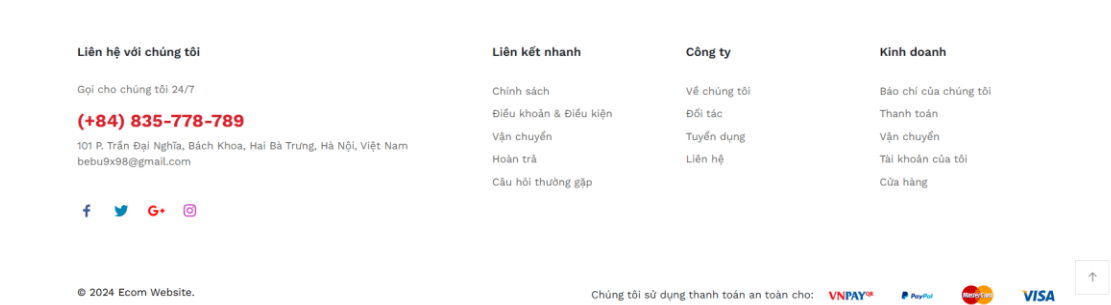 Liên hệ với chúng tôi
Gọi cho chúng tôi 24/7
(+84) 835-778-789
101 P. Trần Đại Nghĩa, Bách Khoa, Hai Bà Trưng, Hà Nội, Việt Nam
bebu9x98@gmail.com
Liên kết nhanh
Chính sách
Điều khoản & Điều kiện
Vận chuyển
Hoàn trả
Câu hỏi thường gặp
Công ty
Về chúng tôi
Đối tác
Tuyển dụng
Liên hệ
Kinh doanh
Báo chí của chúng tôi
Thanh toán
Vận chuyển
Tài khoản của tôi
Cửa hàng
© 2024 Ecom Website.
Chúng tôi sử dụng thanh toán an toàn cho: VNPAYQR PayPal MasterCard VISA